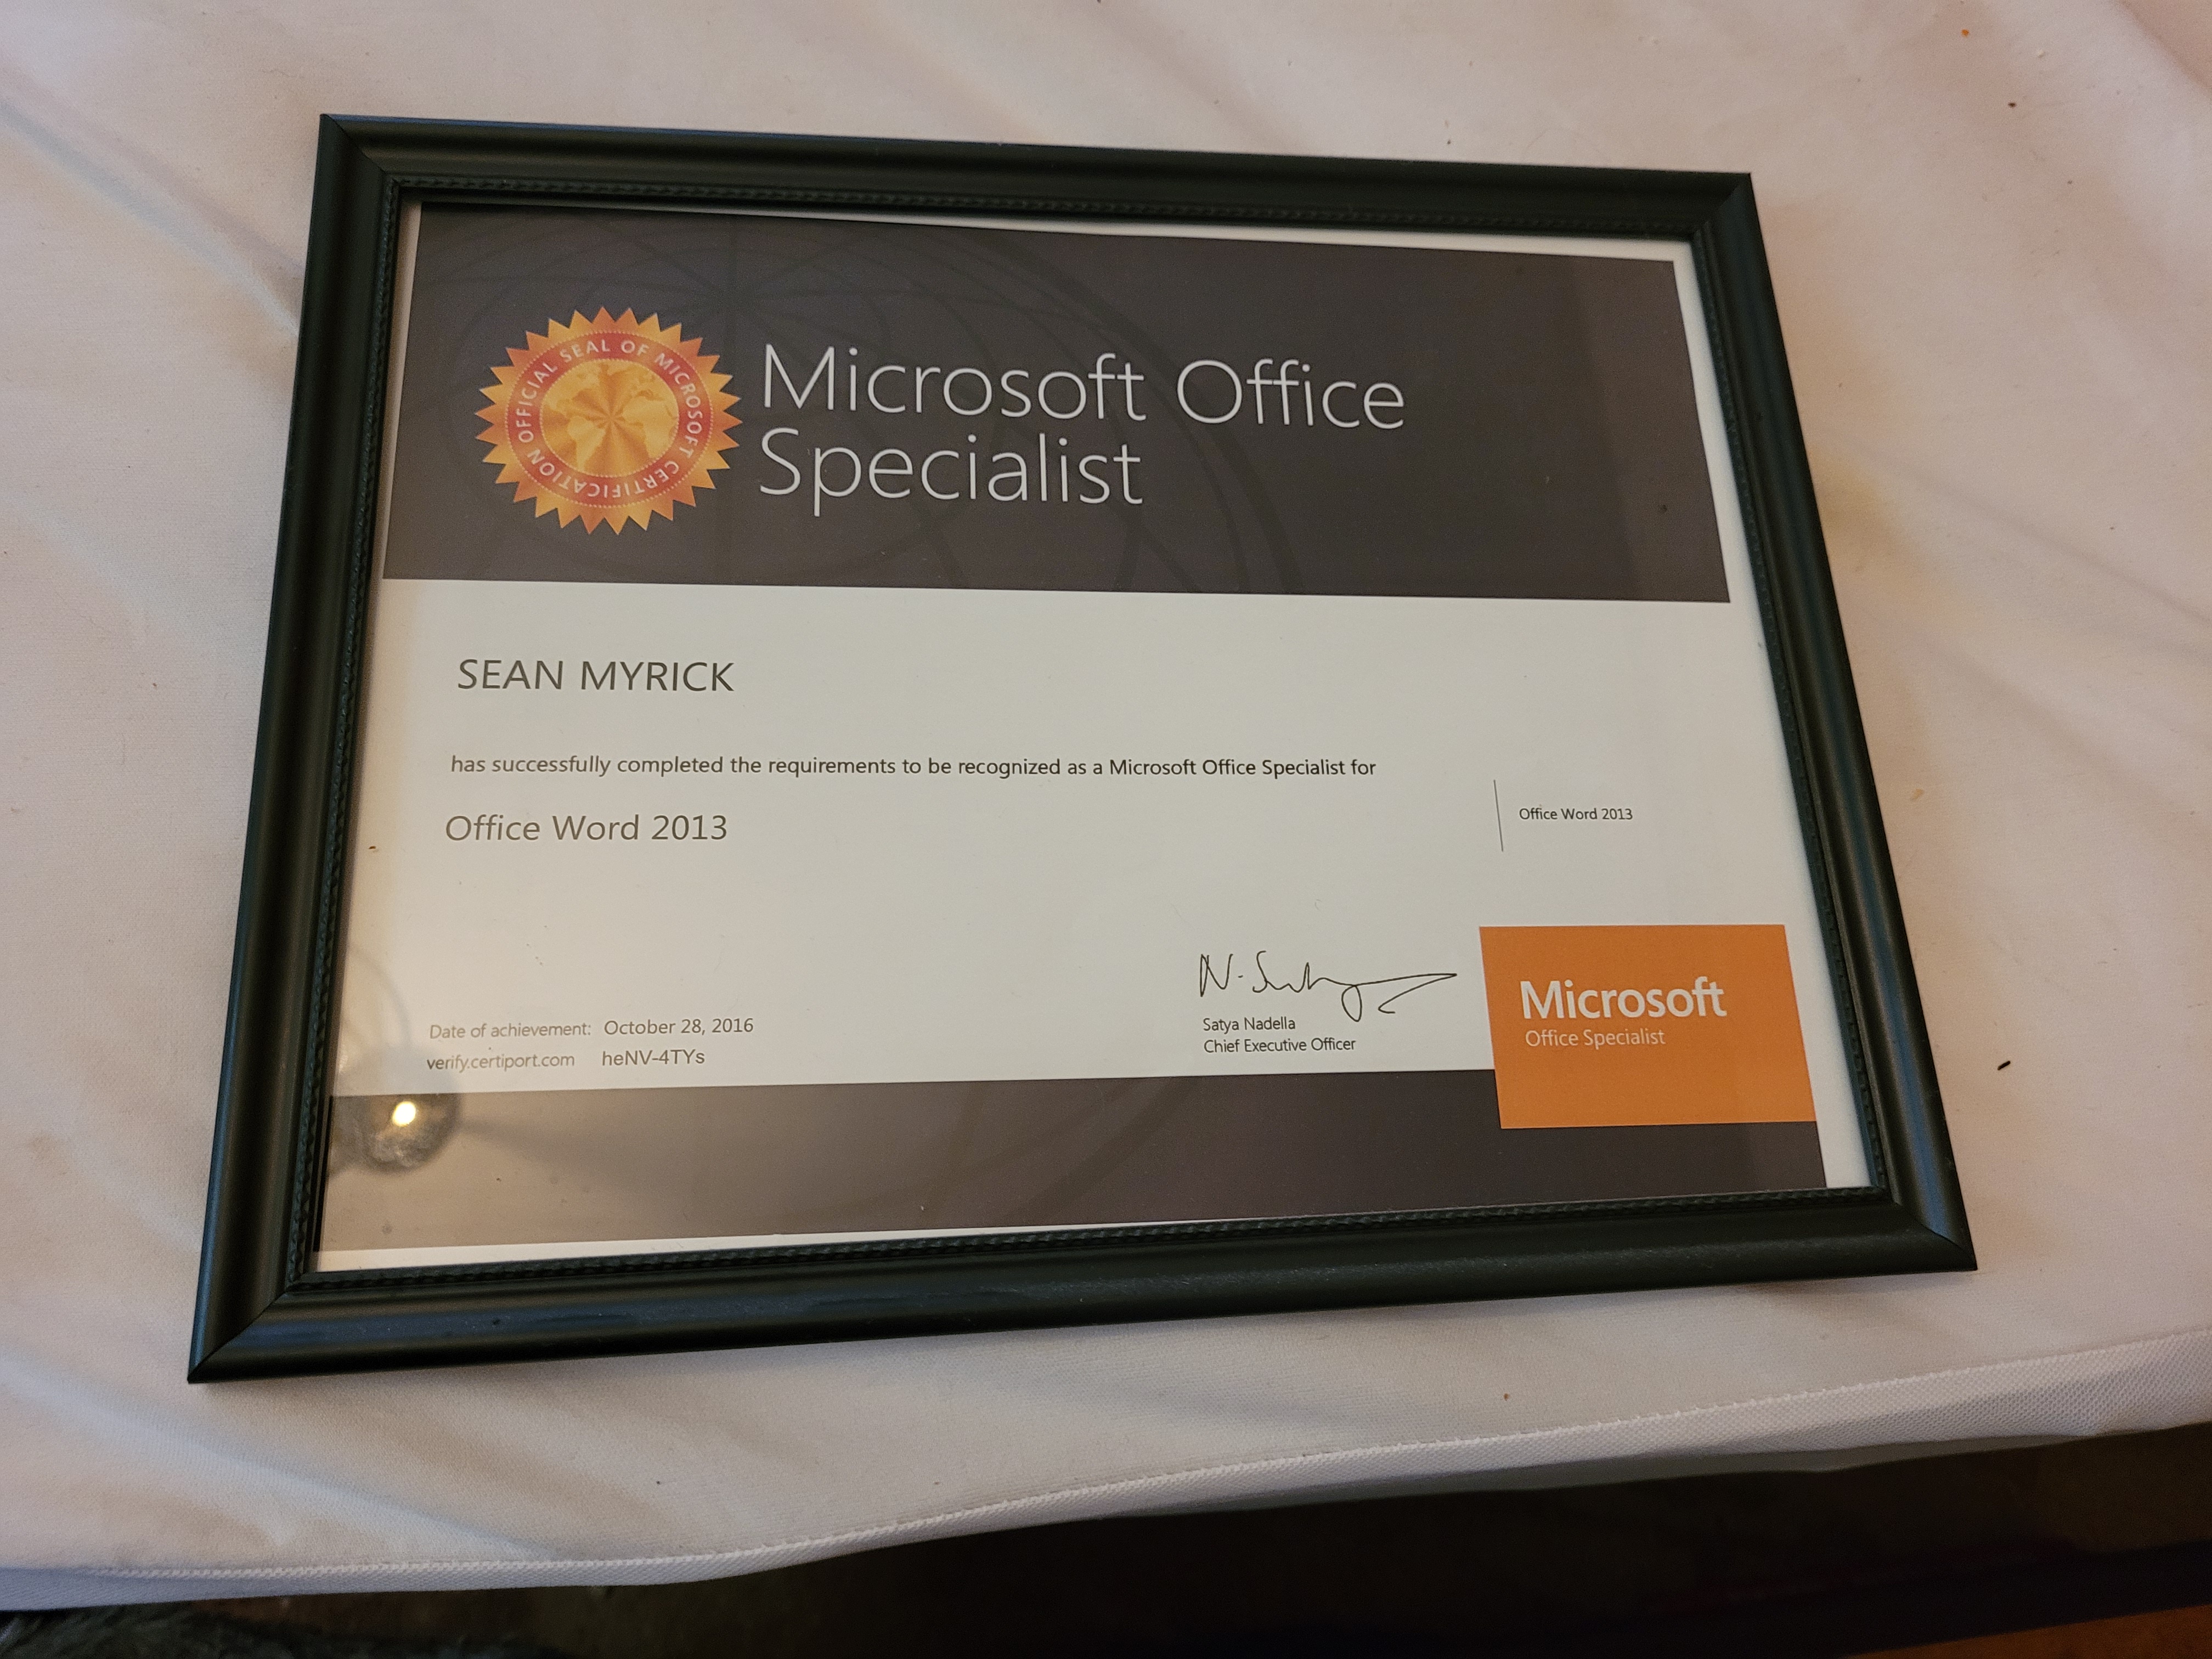 OFFICIAL SEAL OF MICROSOFT CERTIFICATION
Microsoft Office
Specialist
SEAN MYRICK
has successfully completed the requirements to be recognized as a Microsoft Office Specialist for
Office Word 2013
Office Word 2013
N. Satya
Satya Nadella
Chief Executive Officer
Date of achievement: October 28, 2016
verify.certiport.com heNV-4TYs
Microsoft
Office Specialist